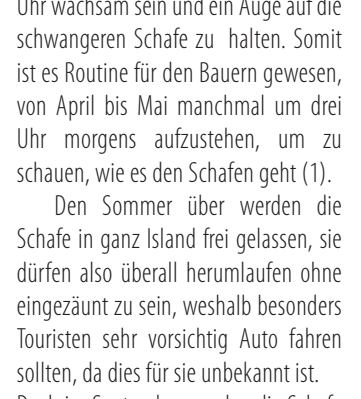 Uhr wachsam sein und ein Auge auf die
schwangeren Schafe zu halten. Somit
ist es Routine für den Bauern gewesen,
von April bis Mai manchmal um drei
Uhr morgens aufzustehen, um zu
schauen, wie es den Schafen geht (1).
Den Sommer über werden die
Schafe in ganz Island frei gelassen, sie
dürfen also überall herumlaufen ohne
eingezäunt zu sein, weshalb besonders
Touristen sehr vorsichtig Auto fahren
sollten, da dies für sie unbekannt ist.